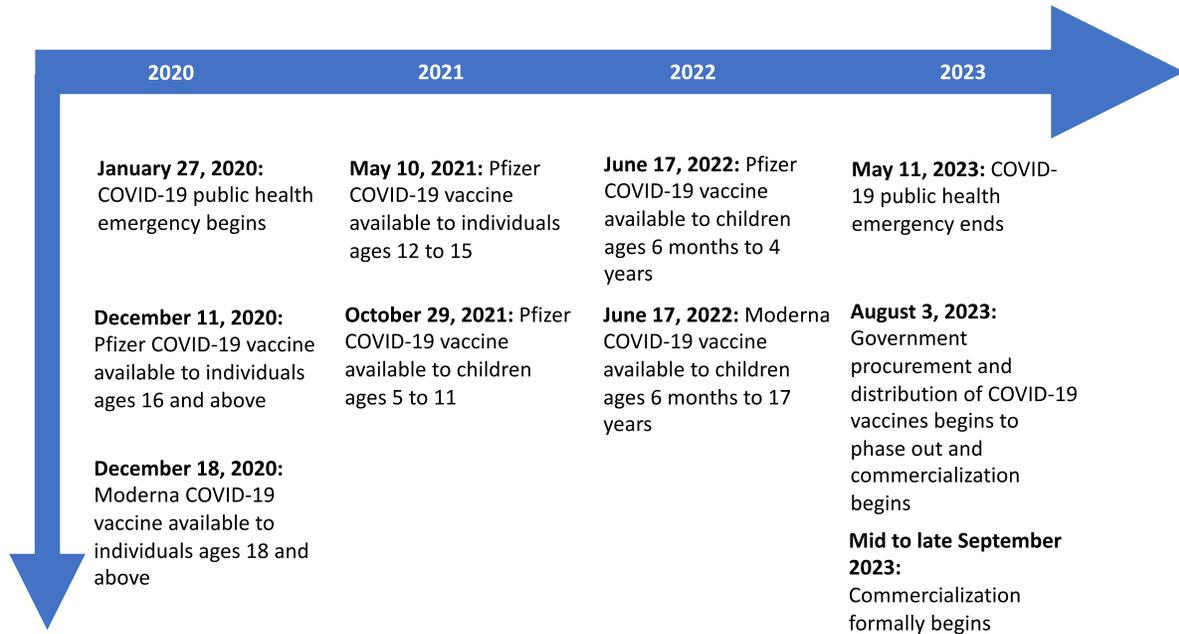 2020
2021
2022
2023
January 27, 2020:
COVID-19 public health
emergency begins
December 11, 2020:
Pfizer COVID-19 vaccine
available to individuals
ages 16 and above
December 18, 2020:
Moderna COVID-19
vaccine available to
individuals ages 18 and
above
May 10, 2021: Pfizer
COVID-19 vaccine
available to individuals
ages 12 to 15
October 29, 2021: Pfizer
COVID-19 vaccine
available to children
ages 5 to 11
June 17, 2022: Pfizer
COVID-19 vaccine
available to children
ages 6 months to 4
years
June 17, 2022: Moderna
COVID-19 vaccine
available to children
ages 6 months to 17
years
May 11, 2023: COVID-
19 public health
emergency ends
August 3, 2023:
Government
procurement and
distribution of COVID-19
vaccines begins to
phase out and
commercialization
begins
Mid to late September
2023:
Commercialization
formally begins